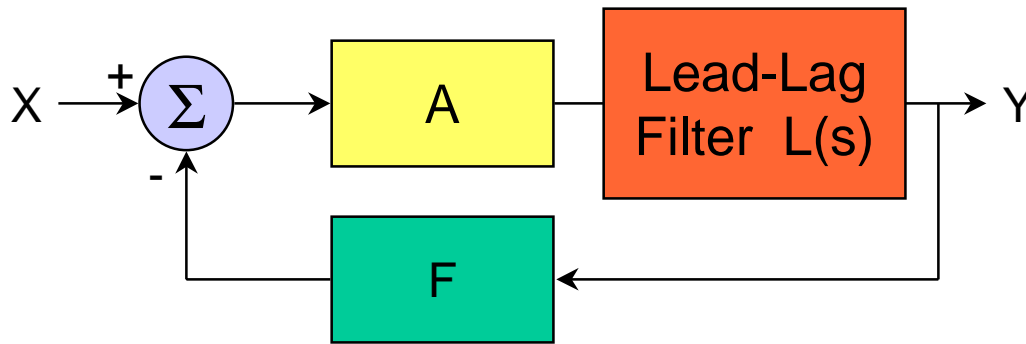 X
+
Σ
-
A
Lead-Lag
Filter L(s)
Y
F